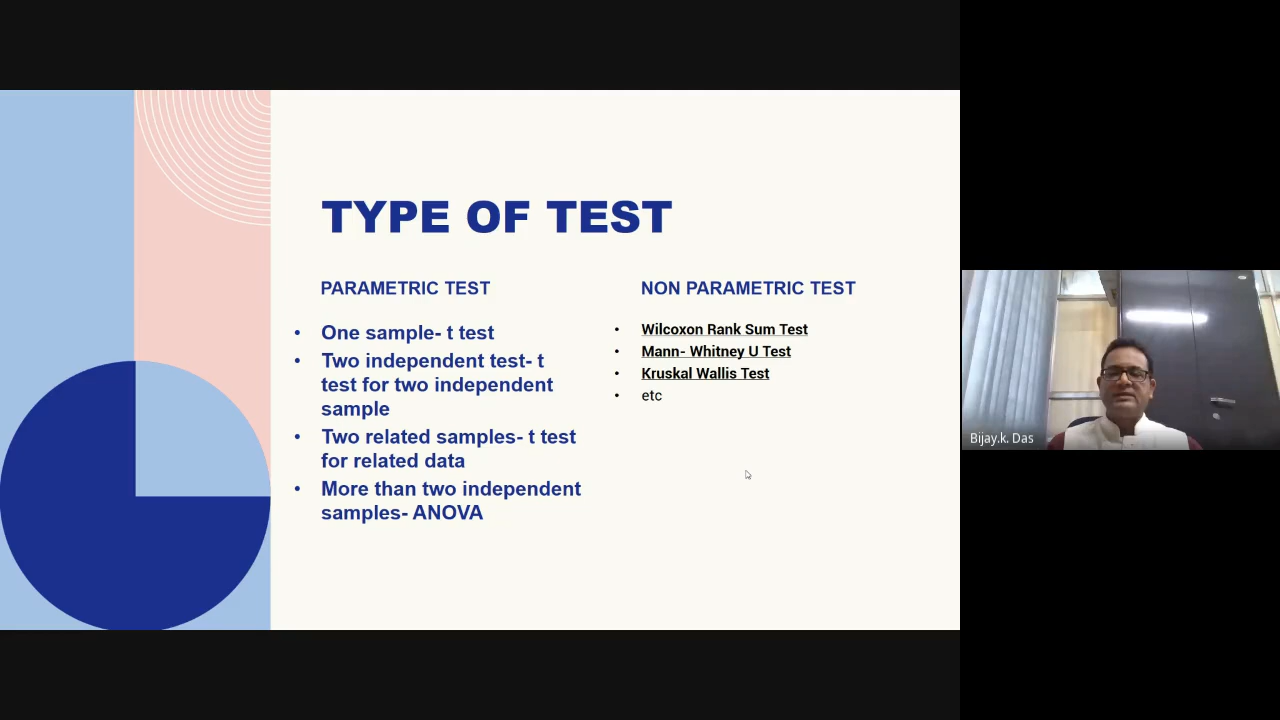 TYPE OF TEST
PARAMETRIC TEST
• One sample- t test
• Two independent test- t
test for two independent
sample
• Two related samples- t test
for related data
• More than two independent
samples- ANOVA
NON PARAMETRIC TEST
• Wilcoxon Rank Sum Test
• Mann- Whitney U Test
• Kruskal Wallis Test
• etc
Bijay.k. Das